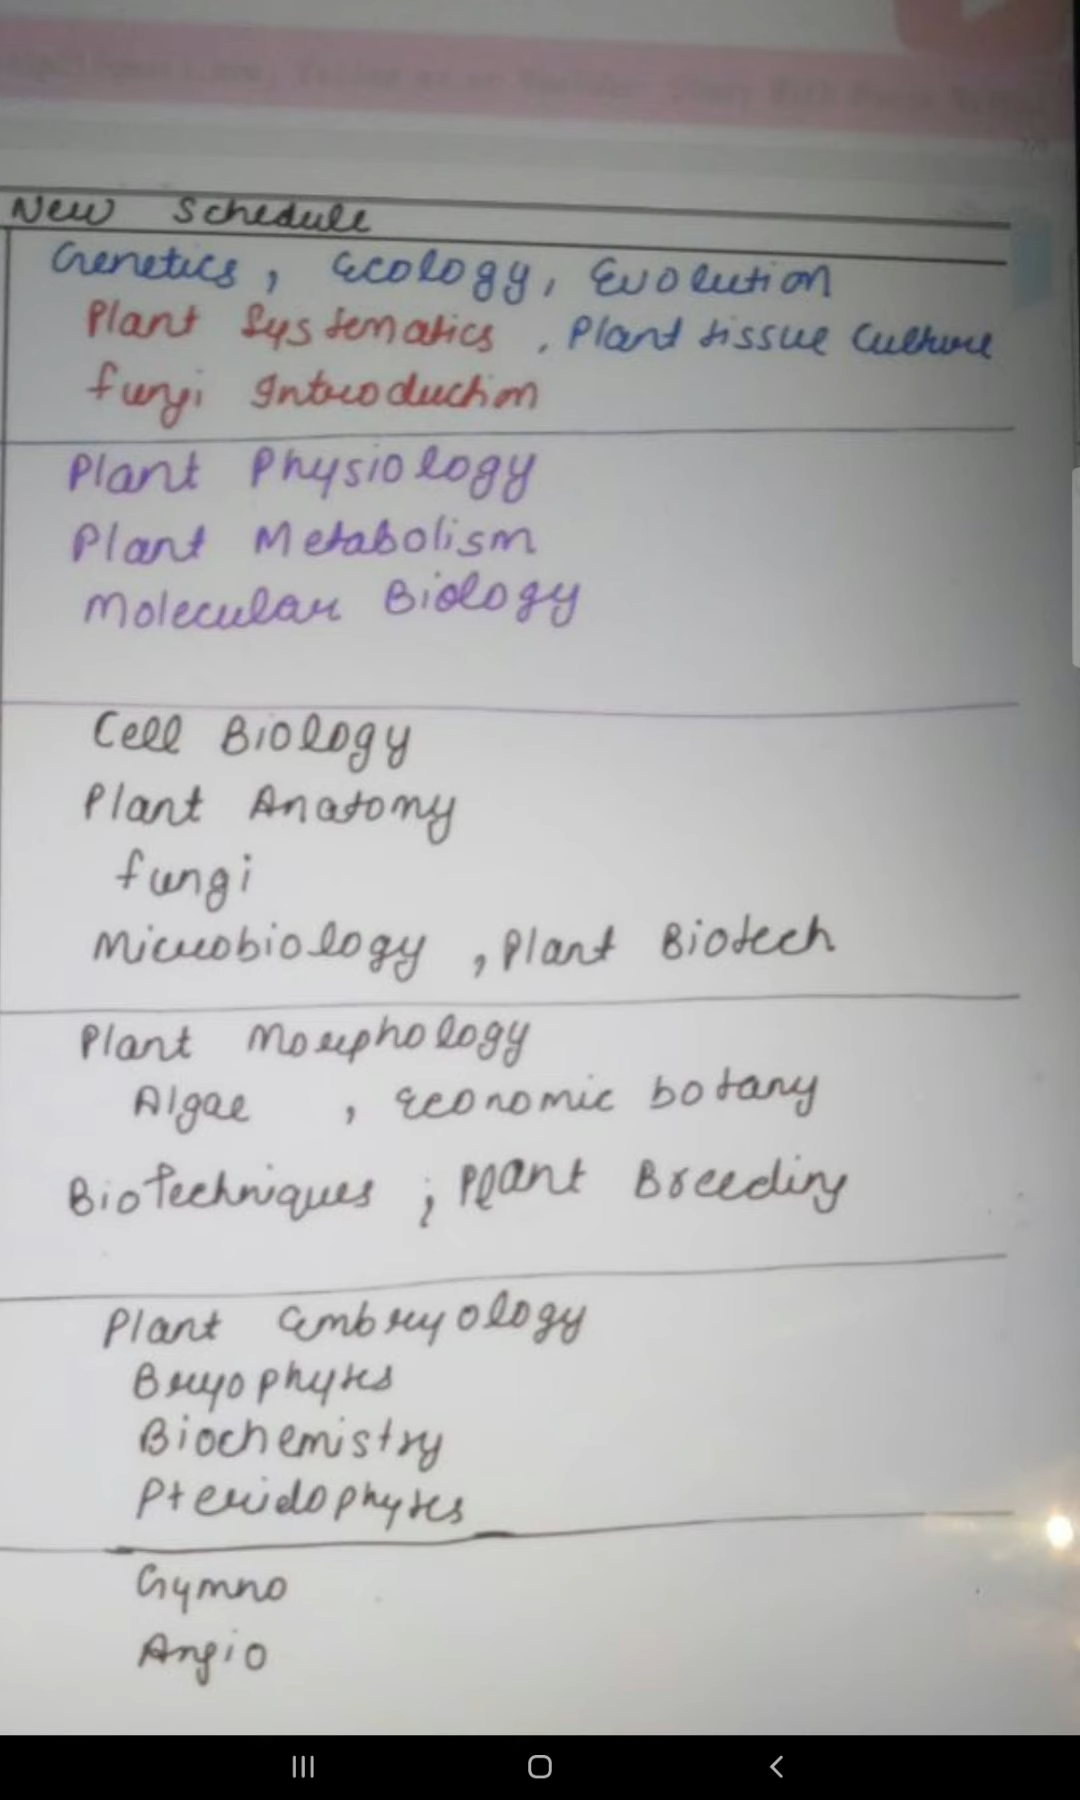 New Schedule
Genetics, Ecology, Evolution
Plant Systematics, Plant tissue Culture
fungi Introduction
Plant Physiology
Plant Metabolism
Molecular Biology
Cell Biology
Plant Anatomy
fungi
Microbiology, Plant Biotech
Plant Morphology
Algae, Economic botany
BioTechniques; Plant Breeding
Plant Embryology
Bryophytes
Biochemistry
Pteridophytes
Gymno
Angio